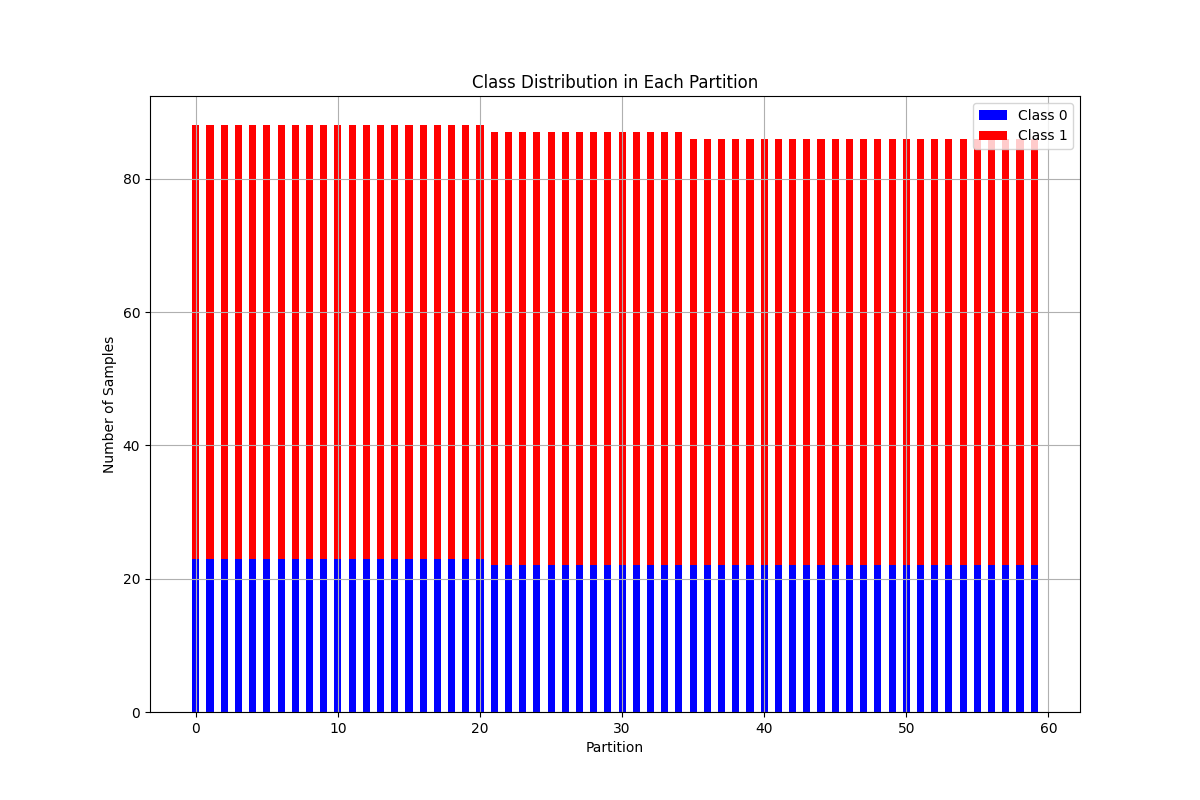 Class Distribution in Each Partition
Class 0
Class 1
Number of Samples
80
60
40
20
0
0 10 20 30 40 50 60
Partition